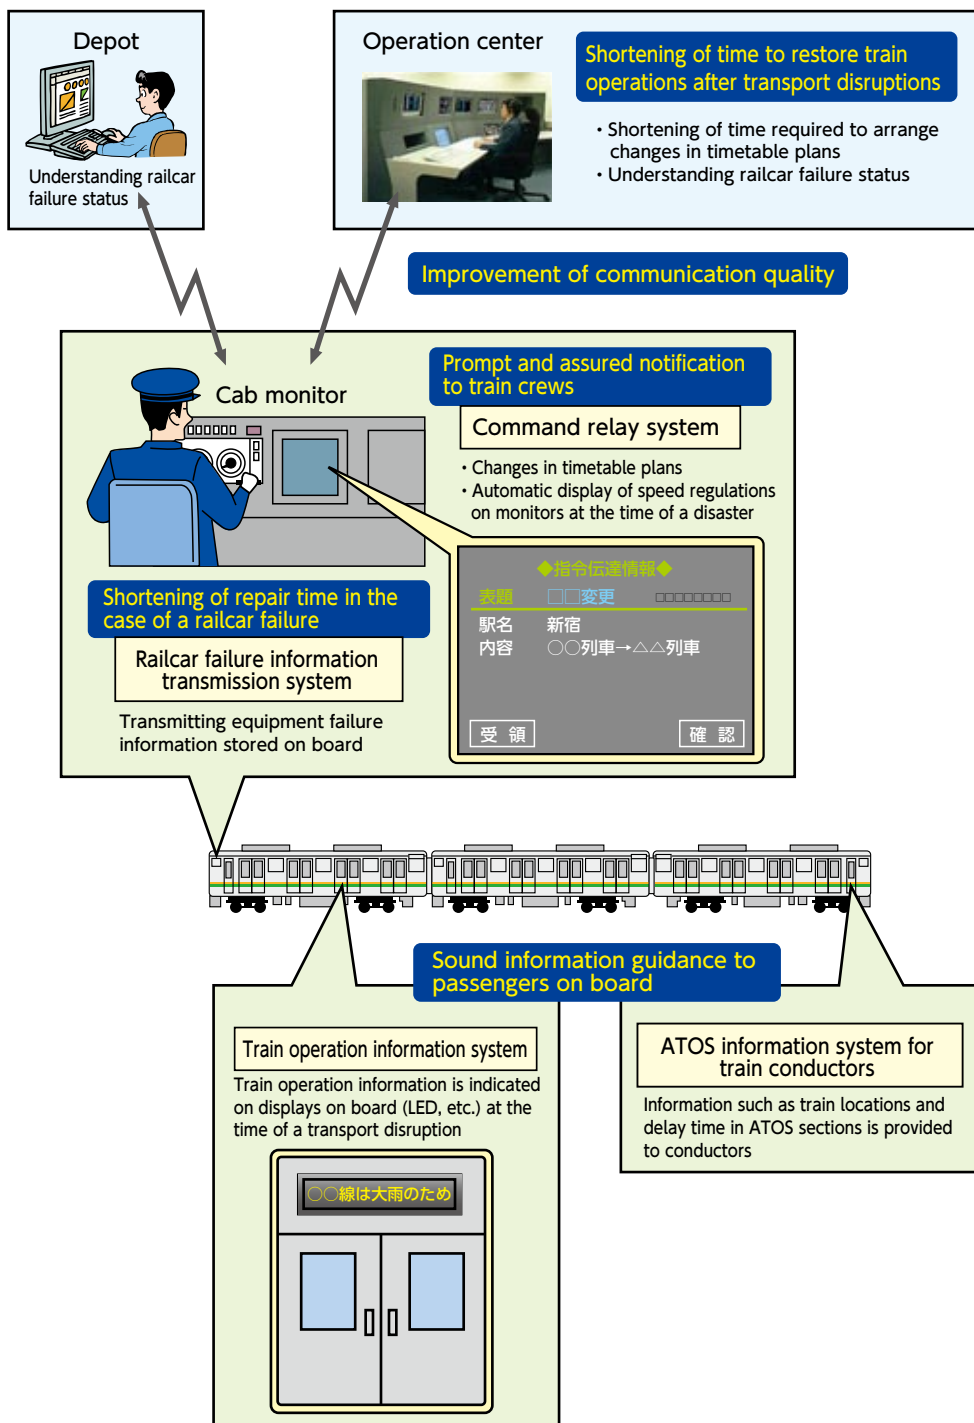 Depot
Understanding railcar
failure status
Operation center
Shortening of time to restore train
operations after transport disruptions
・Shortening of time required to arrange
changes in timetable plans
・Understanding railcar failure status
Improvement of communication quality
Cab monitor
Prompt and assured notification
to train crews
Command relay system
・Changes in timetable plans
・Automatic display of speed regulations
on monitors at the time of a disaster
◆指令伝達情報◆
表題 □□変更 □□□□□□□□
駅名 新宿
内容 ○○列車→△△列車
受 領 確 認
Shortening of repair time in the
case of a railcar failure
Railcar failure information
transmission system
Transmitting equipment failure
information stored on board
Sound information guidance to
passengers on board
Train operation information system
Train operation information is indicated
on displays on board (LED, etc.) at the
time of a transport disruption
○○線は大雨のため
ATOS information system for
train conductors
Information such as train locations and
delay time in ATOS sections is provided
to conductors